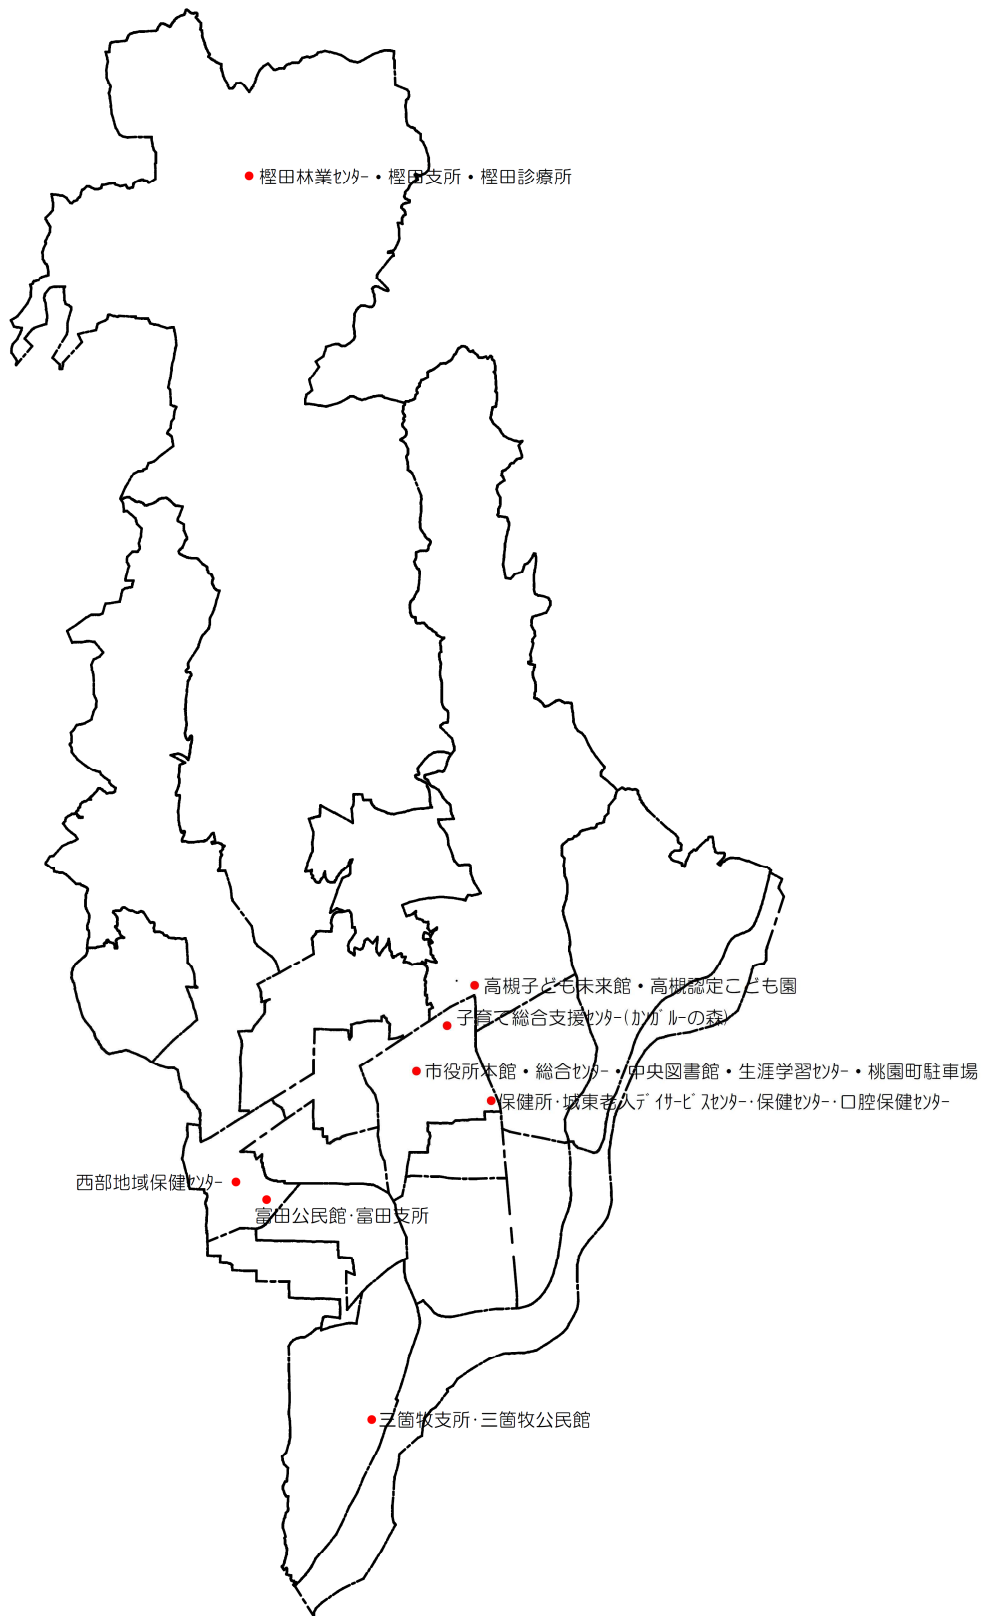 樫田林業ｾﾝﾀｰ・樫田支所・樫田診療所
高槻子ども未来館・高槻認定こども園
子育て総合支援ｾﾝﾀｰ(ｶﾝｶﾞﾙｰの森)
市役所本館・総合ｾﾝﾀｰ・中央図書館・生涯学習ｾﾝﾀｰ・桃園町駐車場
保健所･城東老人ﾃﾞｲｻｰﾋﾞｽｾﾝﾀｰ･保健ｾﾝﾀｰ･口腔保健ｾﾝﾀｰ
西部地域保健ｾﾝﾀｰ
富田公民館･富田支所
三箇牧支所･三箇牧公民館